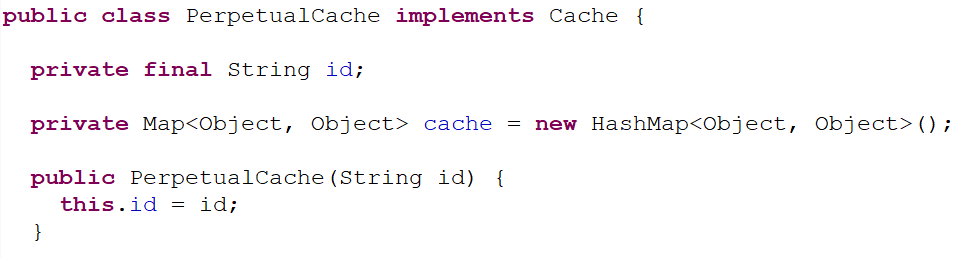 public class PerpetualCache implements Cache {
private final String id;
private Map<Object, Object> cache = new HashMap<Object, Object>();
public PerpetualCache(String id) {
this.id = id;
}